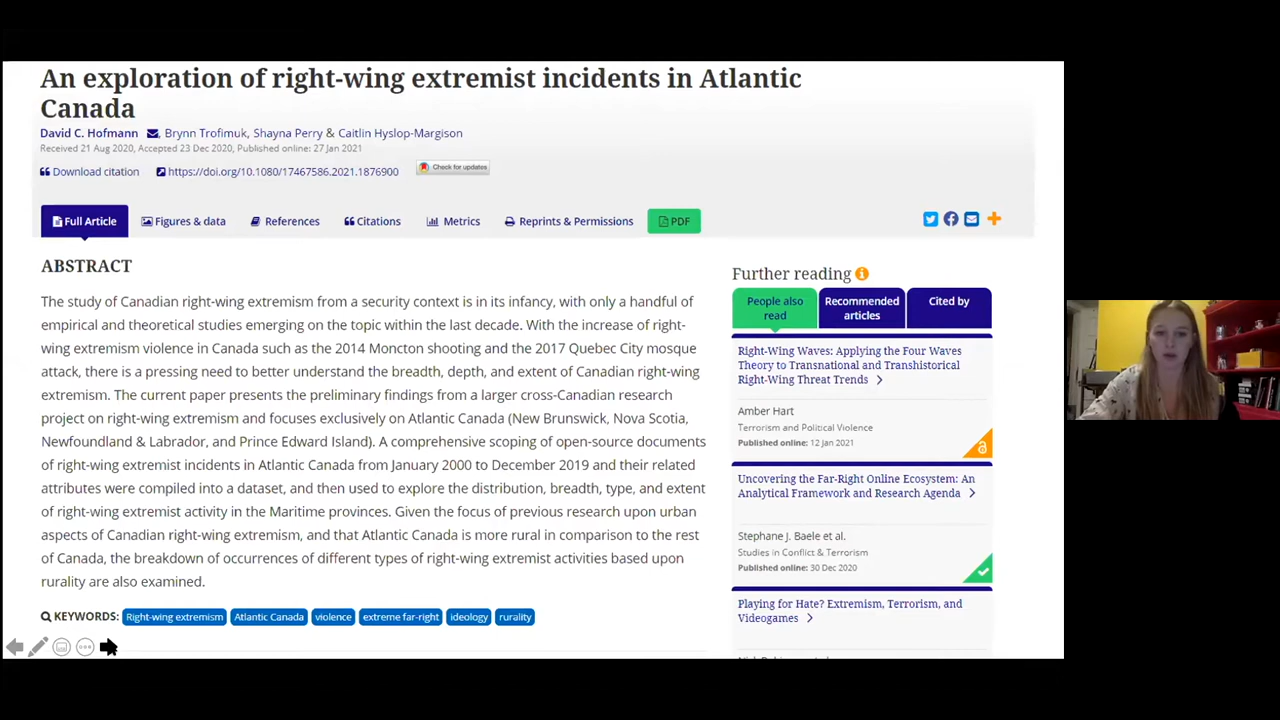 An exploration of right-wing extremist incidents in Atlantic
Canada
David C. Hofmann , Brynn Trofimuk, Shayna Perry & Caitlin Hyslop-Margison
Received 21 Aug 2020, Accepted 23 Dec 2020, Published online: 27 Jan 2021
Download citation https://doi.org/10.1080/17467586.2021.1876900 Check for updates
Full Article Figures & data References Citations Metrics Reprints & Permissions PDF
ABSTRACT
The study of Canadian right-wing extremism from a security context is in its infancy, with only a handful of
empirical and theoretical studies emerging on the topic within the last decade. With the increase of right-
wing extremism violence in Canada such as the 2014 Moncton shooting and the 2017 Quebec City mosque
attack, there is a pressing need to better understand the breadth, depth, and extent of Canadian right-wing
extremism. The current paper presents the preliminary findings from a larger cross-Canadian research
project on right-wing extremism and focuses exclusively on Atlantic Canada (New Brunswick, Nova Scotia,
Newfoundland & Labrador, and Prince Edward Island). A comprehensive scoping of open-source documents
of right-wing extremist incidents in Atlantic Canada from January 2000 to December 2019 and their related
attributes were compiled into a dataset, and then used to explore the distribution, breadth, type, and extent
of right-wing extremist activity in the Maritime provinces. Given the focus of previous research upon urban
aspects of Canadian right-wing extremism, and that Atlantic Canada is more rural in comparison to the rest
of Canada, the breakdown of occurrences of different types of right-wing extremist activities based upon
rurality are also examined.
KEYWORDS: Right-wing extremism Atlantic Canada violence extreme far-right ideology rurality
Further reading
People also
read
Recommended
articles
Cited by
Right-Wing Waves: Applying the Four Waves
Theory to Transnational and Transhistorical
Right-Wing Threat Trends
Amber Hart
Terrorism and Political Violence
Published online: 12 Jan 2021
Uncovering the Far-Right Online Ecosystem: An
Analytical Framework and Research Agenda
Stephane J. Baele et al.
Studies in Conflict & Terrorism
Published online: 30 Dec 2020
Playing for Hate? Extremism, Terrorism, and
Videogames